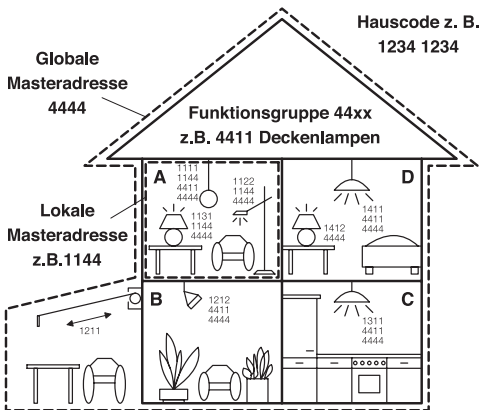 Hauscode z. B.
1234 1234
Globale
Masteradresse
4444
Funktionsgruppe 44xx
z.B. 4411 Deckenlampen
A
1111
1144
4411
4444
1122
1144
4444
1131
1144
4444
D
1411
4411
4444
1412
4444
Lokale
Masteradresse
z.B.1144
B
1212
4411
4444
1211
C
1311
4411
4444